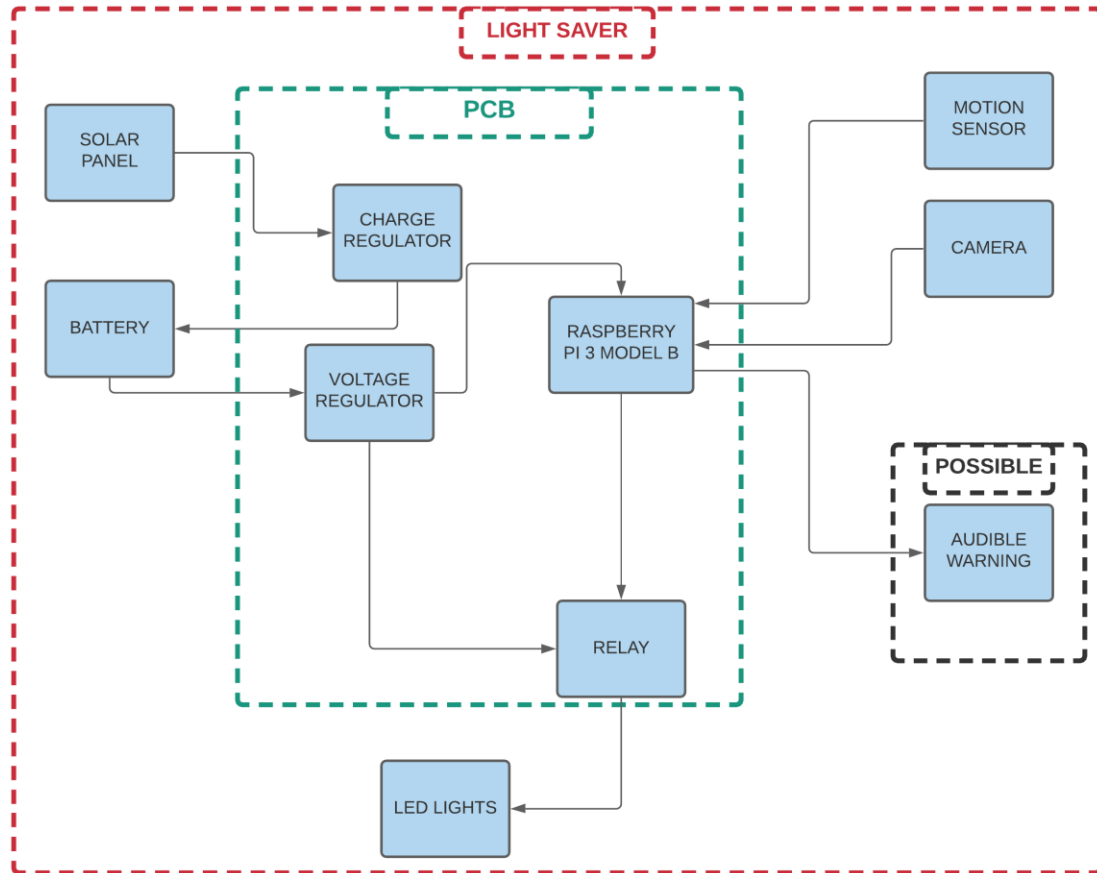 LIGHT SAVER
PCB
SOLAR
PANEL
MOTION
SENSOR
CHARGE
REGULATOR
CAMERA
BATTERY
RASPBERRY
PI 3 MODEL B
VOLTAGE
REGULATOR
POSSIBLE
AUDIBLE
WARNING
RELAY
LED LIGHTS